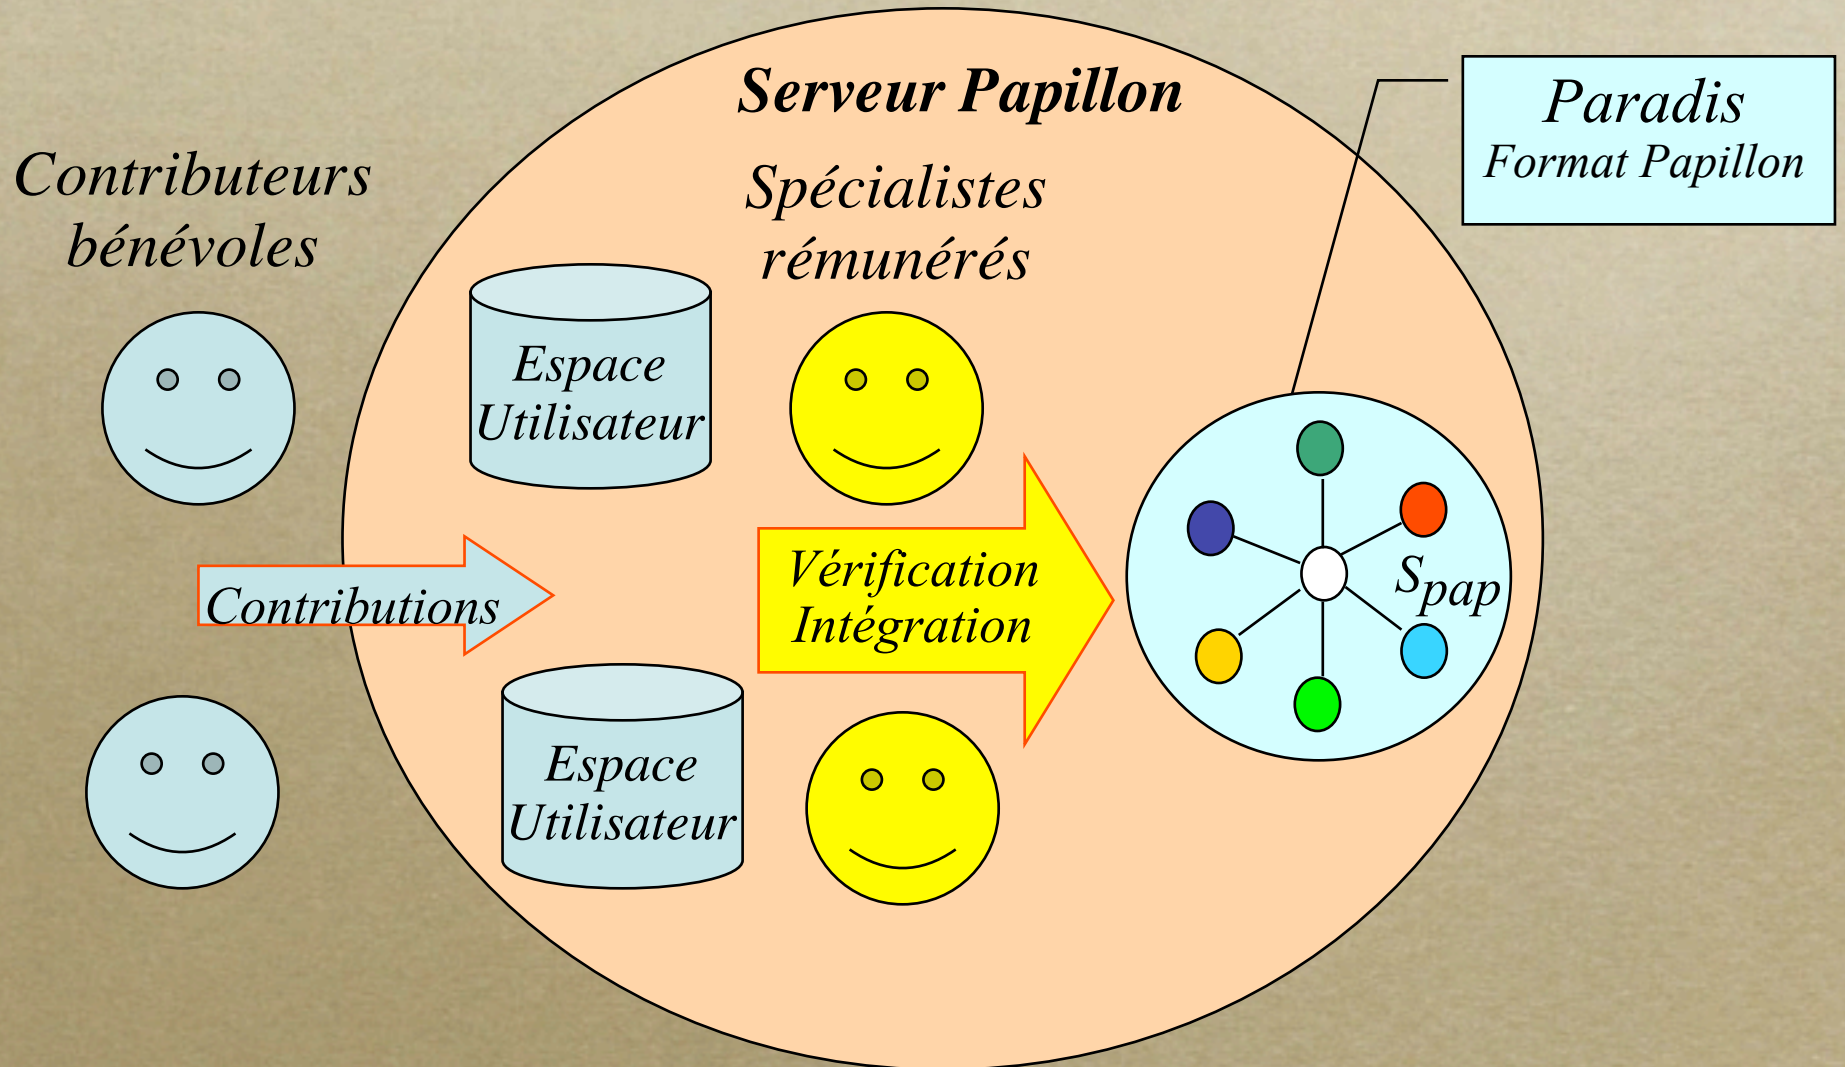 Serveur Papillon
Paradis
Format Papillon
Contributeurs
bénévoles
Spécialistes
rémunérés
Espace
Utilisateur
Contributions
Vérification
Intégration
Spap
Espace
Utilisateur